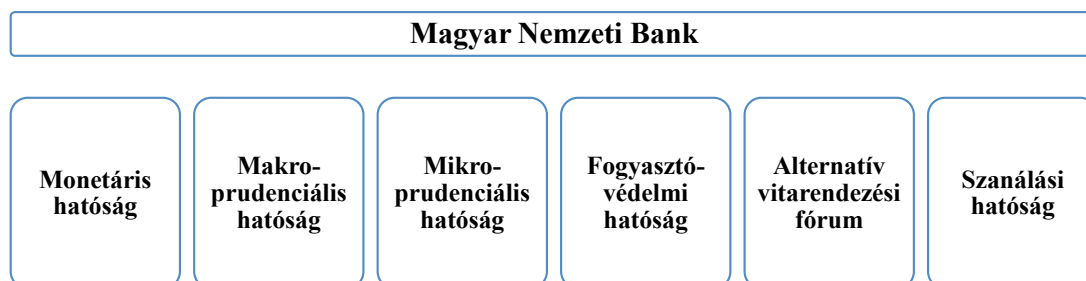 Magyar Nemzeti Bank
Monetáris
hatóság
Makro-
prudenciális
hatóság
Mikro-
prudenciális
hatóság
Fogyasztó-
védelmi
hatóság
Alternatív
vitarendezési
fórum
Szanálási
hatóság